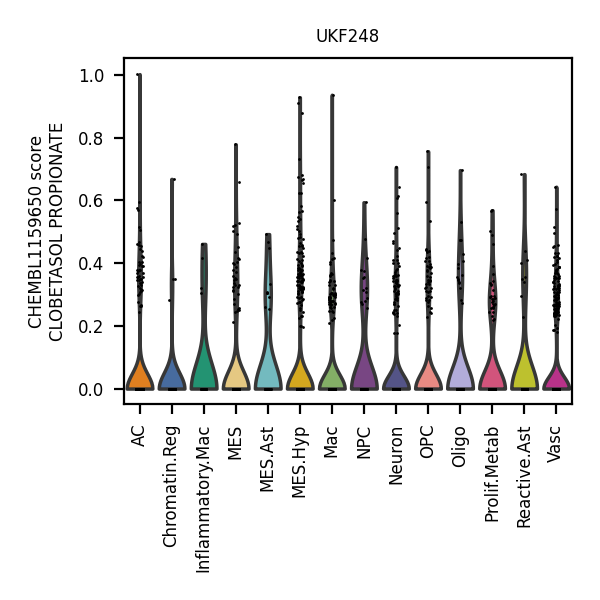 UKF248
CHEMBL1159650 score
CLOBETASOL PROPIONATE
1.0
0.8
0.6
0.4
0.2
0.0
AC
Chromatin.Reg
Inflammatory.Mac
MES
MES.Ast
MES.Hyp
Mac
NPC
Neuron
OPC
Oligo
Prolif.Metab
Reactive.Ast
Vasc